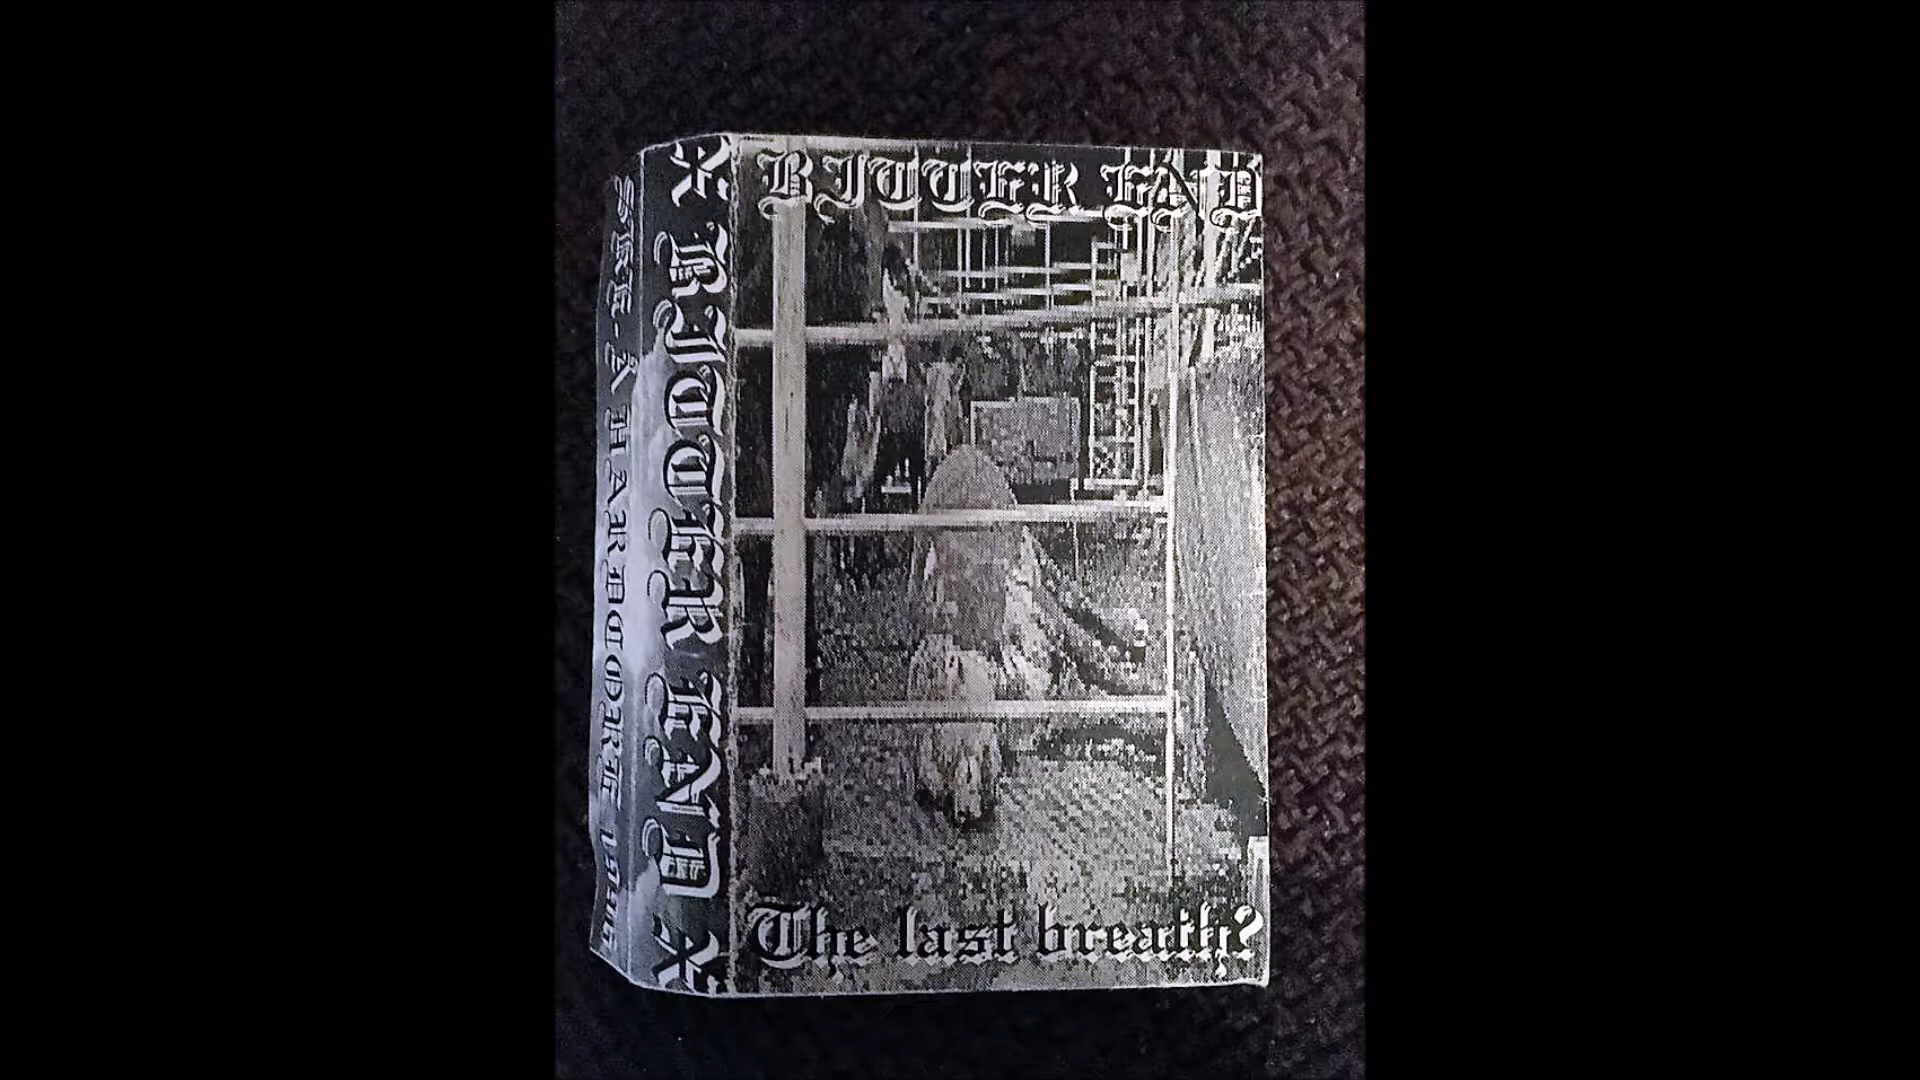 BITTER END
The last breath?
X BITTER END X
SKE-Å HARDCORE